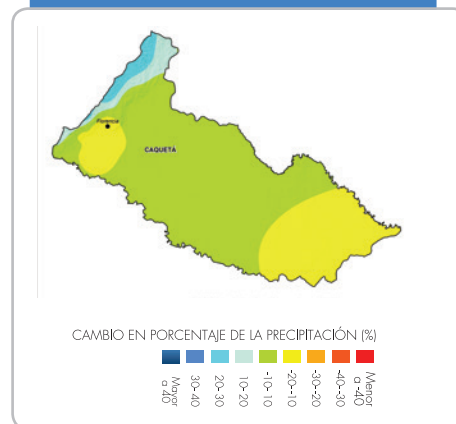 Florencia
CAQUETÁ
CAMBIO EN PORCENTAJE DE LA PRECIPITACIÓN (%)
Mayor a 40
30- 40
20- 30
10- 20
-10-10
-20-10
-30--20
-40--30
Menor a -40